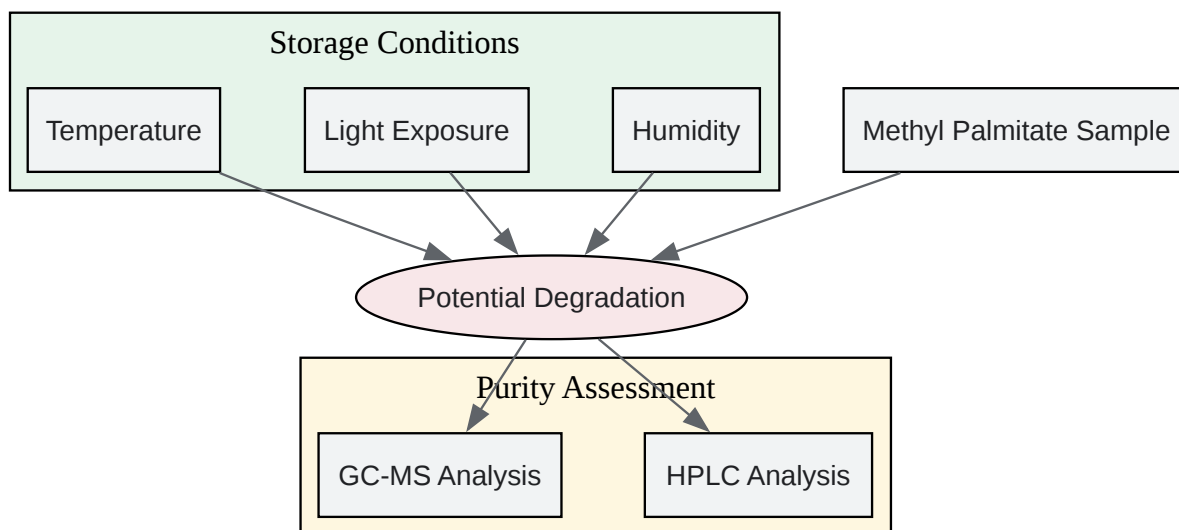 Storage Conditions
Temperature
Light Exposure
Humidity
Methyl Palmitate Sample
Potential Degradation
Purity Assessment
GC-MS Analysis
HPLC Analysis